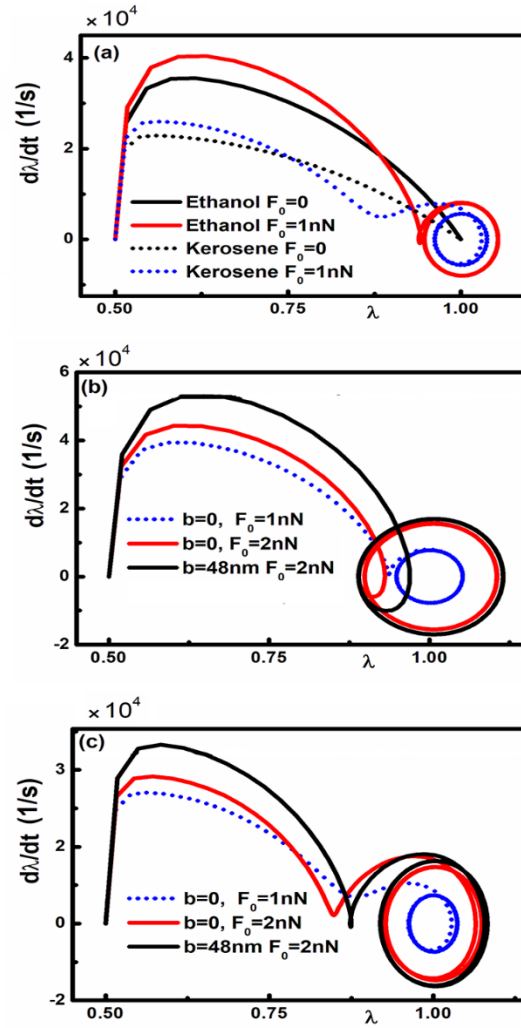 × 10⁴
(a)
4
2
0
dλ/dt (1/s)
Ethanol F₀=0
Ethanol F₀=1nN
Kerosene F₀=0
Kerosene F₀=1nN
0.50 0.75 λ 1.00
× 10⁴
6
(b)
4
2
0
-2
dλ/dt (1/s)
b=0, F₀=1nN
b=0, F₀=2nN
b=48nm F₀=2nN
0.50 0.75 λ 1.00
× 10⁴
(c)
3
2
0
-2
dλ/dt (1/s)
b=0, F₀=1nN
b=0, F₀=2nN
b=48nm F₀=2nN
0.50 0.75 λ 1.00